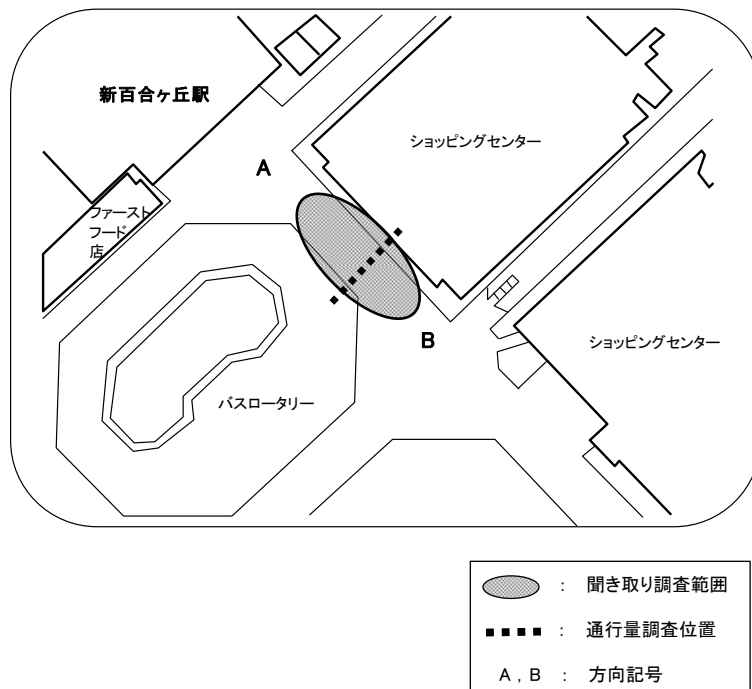 新百合ヶ丘駅
ショッピングセンター
A
ファースト
フード
店
B
ショッピングセンター
バスロータリー
： 聞き取り調査範囲
： 通行量調査位置
A , B ： 方向記号